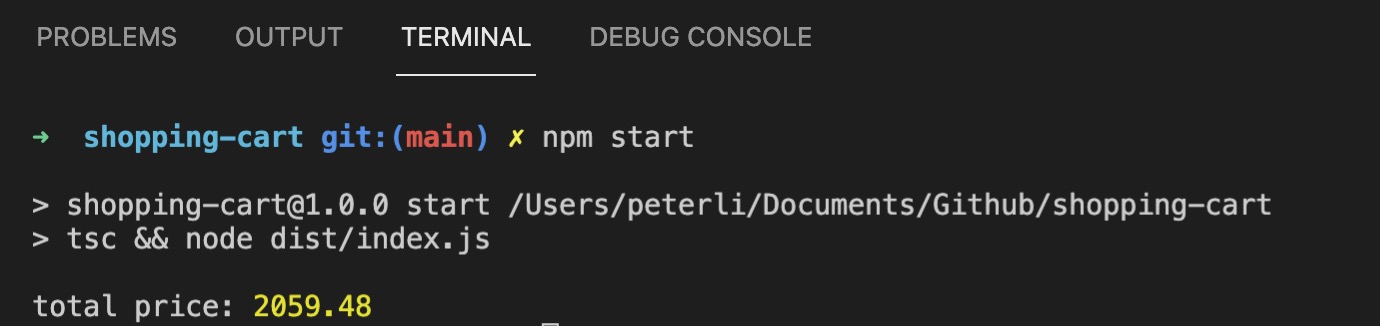 PROBLEMS OUTPUT TERMINAL DEBUG CONSOLE
➜ shopping-cart git:(main) ✗ npm start
> shopping-cart@1.0.0 start /Users/peterli/Documents/Github/shopping-cart
> tsc && node dist/index.js
total price: 2059.48